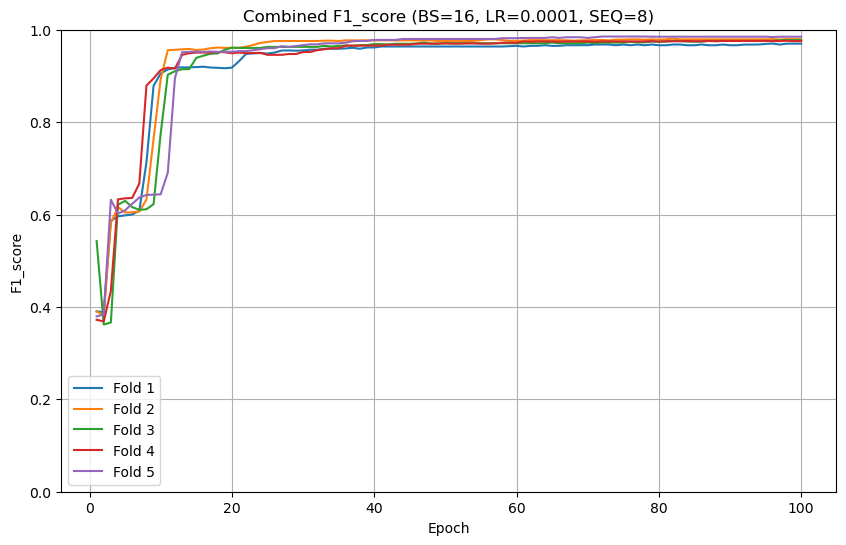 Combined F1_score (BS=16, LR=0.0001, SEQ=8)
1.0
0.8
0.6
0.4
0.2
0.0
F1_score
Fold 1
Fold 2
Fold 3
Fold 4
Fold 5
0 20 40 60 80 100
Epoch